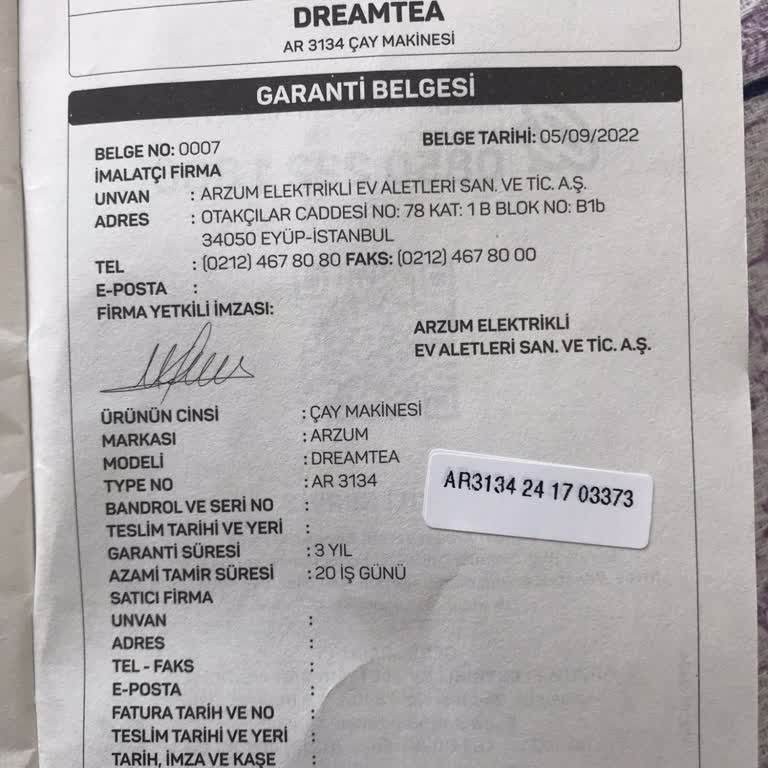 DREAMTEA
AR 3134 ÇAY MAKİNESİ
GARANTİ BELGESİ
BELGE NO: 0007 BELGE TARİHİ: 05/09/2022
İMALATÇI FİRMA
UNVAN : ARZUM ELEKTRİKLİ EV ALETLERİ SAN. VE TİC. A.Ş.
ADRES : OTAKÇILAR CADDESİ NO: 78 KAT: 1 B BLOK NO: B1b
34050 EYÜP-İSTANBUL
TEL : (0212) 467 80 80 FAKS: (0212) 467 80 00
E-POSTA :
FİRMA YETKİLİ İMZASI:
ARZUM ELEKTRİKLİ
EV ALETLERİ SAN. VE TİC. A.Ş.
ÜRÜNÜN CİNSİ : ÇAY MAKİNESİ
MARKASI : ARZUM
MODELİ : DREAMTEA
TYPE NO : AR 3134
AR3134 24 17 03373
BANDROL VE SERİ NO :
TESLİM TARİHİ VE YERİ :
GARANTİ SÜRESİ : 3 YIL
AZAMİ TAMİR SÜRESİ : 20 İŞ GÜNÜ
SATICI FİRMA
UNVAN :
ADRES :
TEL - FAKS :
E-POSTA :
FATURA TARİH VE NO :
TESLİM TARİHİ VE YERİ :
TARİH, İMZA VE KAŞE :